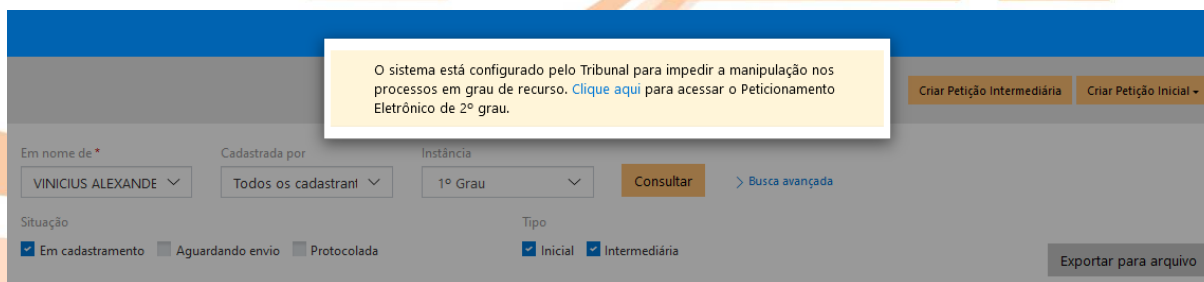 O sistema está configurado pelo Tribunal para impedir a manipulação nos
processos em grau de recurso. Clique aqui para acessar o Peticionamento
Eletrônico de 2º grau.
Criar Petição Intermediária
Criar Petição Inicial
Em nome de *
Cadastrada por
Instância
VINICIUS ALEXANDE
Todos os cadastrant
1º Grau
Consultar
Busca avançada
Situação
Tipo
Em cadastramento
Aguardando envio
Protocolada
Inicial
Intermediária
Exportar para arquivo